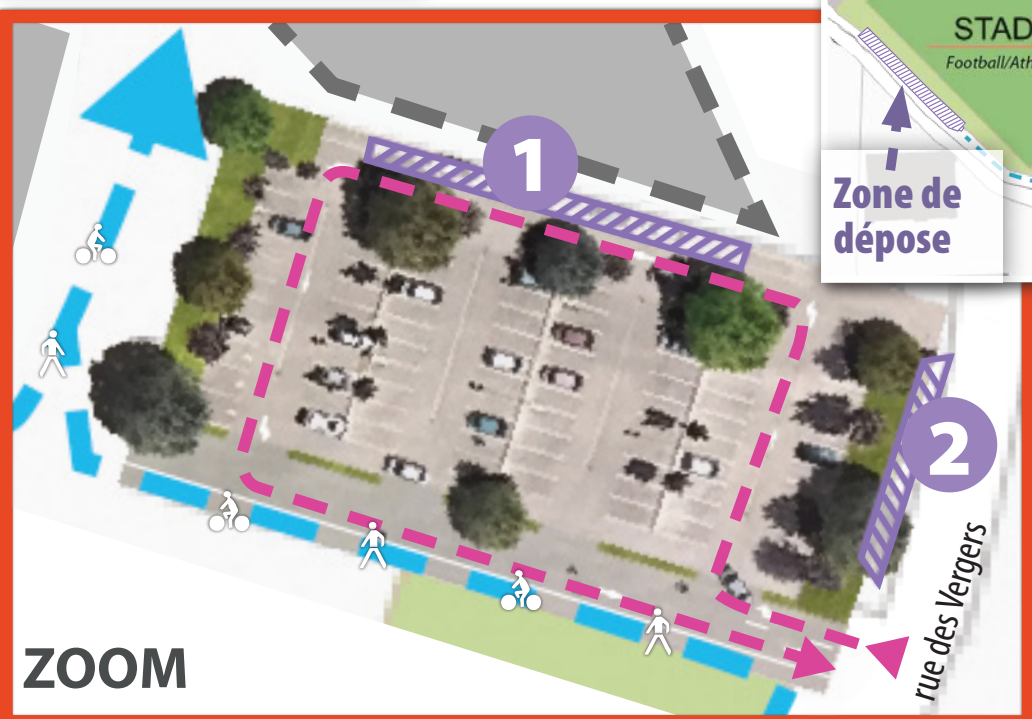 STAD
Football/Ath
Zone de
dépose
1
2
rue des Vergers
ZOOM